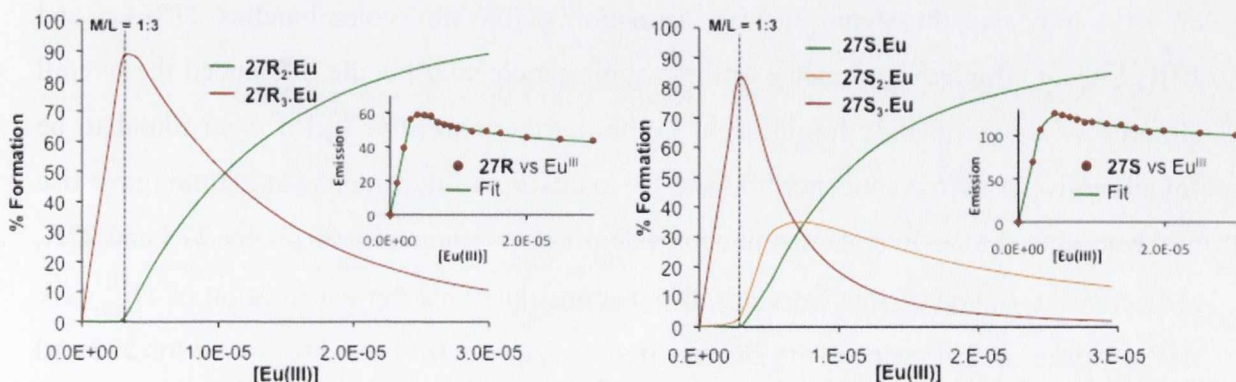 M/L = 1:3
% Formation
100
90
80
70
60
50
40
30
20
10
0
27R₂.Eu
27R₃.Eu
Emission
60
40
20
0
27R vs Euᴵᴵᴵ
Fit
0.0E+00
2.0E-05
[Eu(III)]
0.0E+00
1.0E-05
2.0E-05
3.0E-05
[Eu(III)]
M/L = 1:3
% Formation
100
90
80
70
60
50
40
30
20
10
0
27S.Eu
27S₂.Eu
27S₃.Eu
Emission
100
50
0
27S vs Euᴵᴵᴵ
Fit
0.0E+00
2.0E-05
[Eu(III)]
0.0E+00
1.0E-05
2.0E-05
3.0E-05
[Eu(III)]